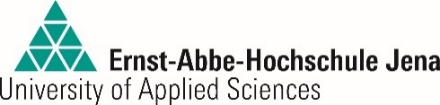 Ernst-Abbe-Hochschule Jena
University of Applied Sciences